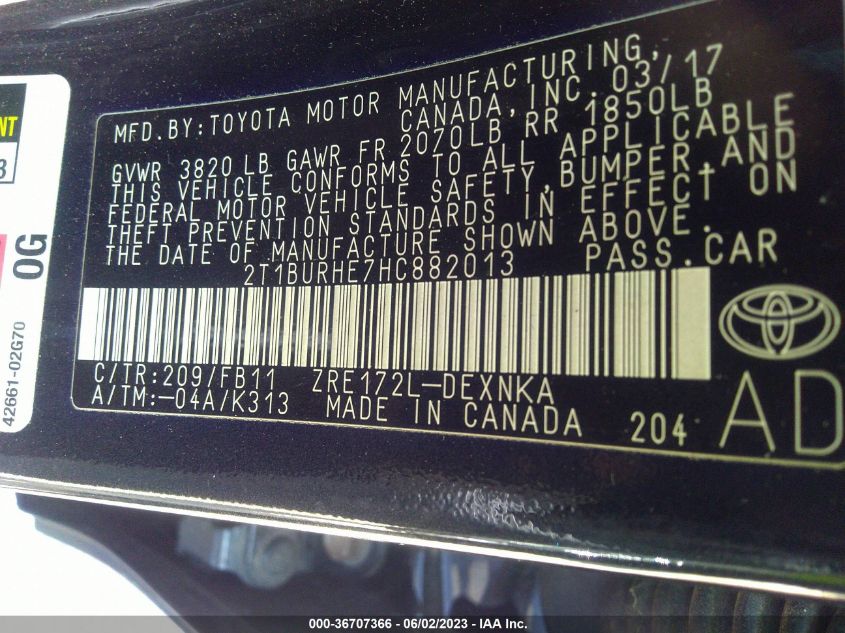 MFD.BY:TOYOTA MOTOR MANUFACTURING,
CANADA, INC. 03/17
GVWR 3820 LB GAWR FR 2070LB RR 1850LB
THIS VEHICLE CONFORMS TO ALL APPLICABLE
FEDERAL MOTOR VEHICLE SAFETY, BUMPER, AND
THEFT PREVENTION STANDARDS IN EFFECT ON
THE DATE OF MANUFACTURE SHOWN ABOVE.
2T1BURHE7HC882013 PASS.CAR
C/TR:209/FB11 ZRE172L-DEXNKA
A/TM:-04A/K313 MADE IN CANADA 204
AD
NT
3
0G
42661-02G70
000-36707366 - 06/02/2023 - IAA Inc.